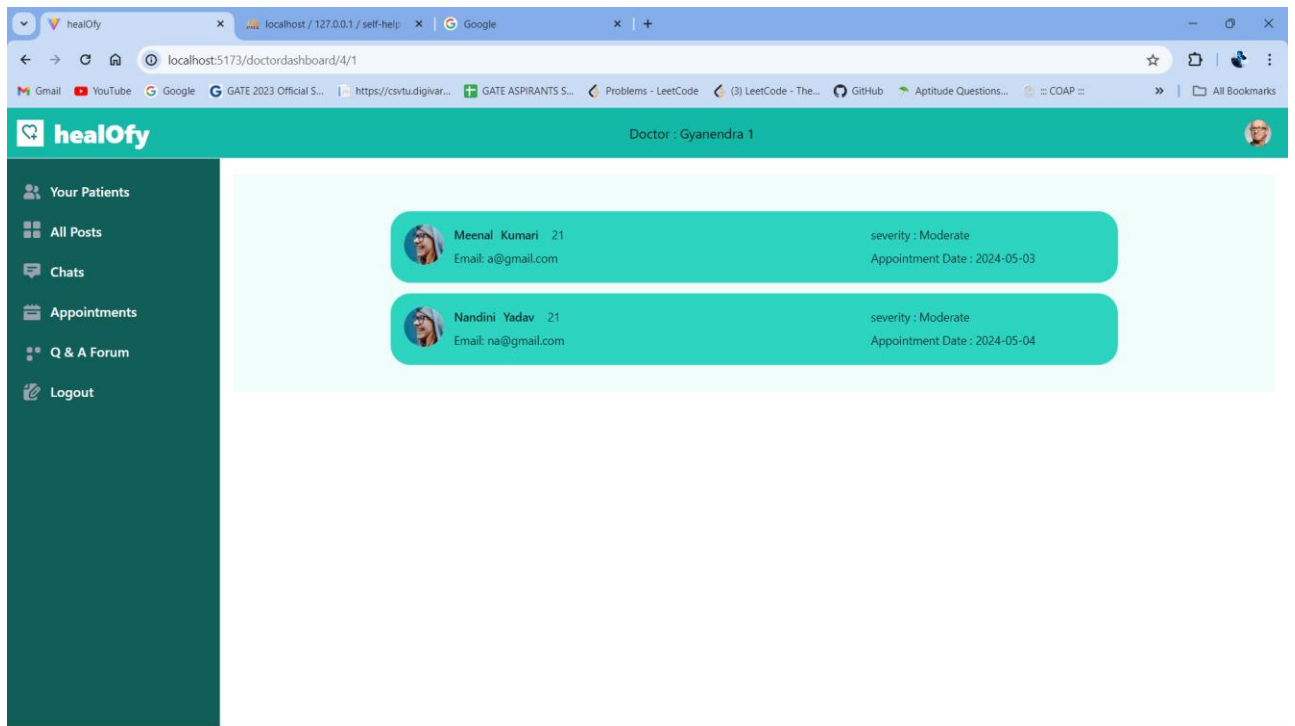 healOfy
localhost / 127.0.0.1 / self-help
Google
localhost:5173/doctordashboard/4/1
Gmail YouTube Google GATE 2023 Official S... https://csvtu.digivar... GATE ASPIRANTS S... Problems - LeetCode (3) LeetCode - The... GitHub Aptitude Questions... ::: COAP ::: » All Bookmarks
healOfy
Doctor : Gyanendra 1
Your Patients
All Posts
Chats
Appointments
Q & A Forum
Logout
Meenal Kumari 21 severity : Moderate
Email: a@gmail.com Appointment Date : 2024-05-03
Nandini Yadav 21 severity : Moderate
Email: na@gmail.com Appointment Date : 2024-05-04